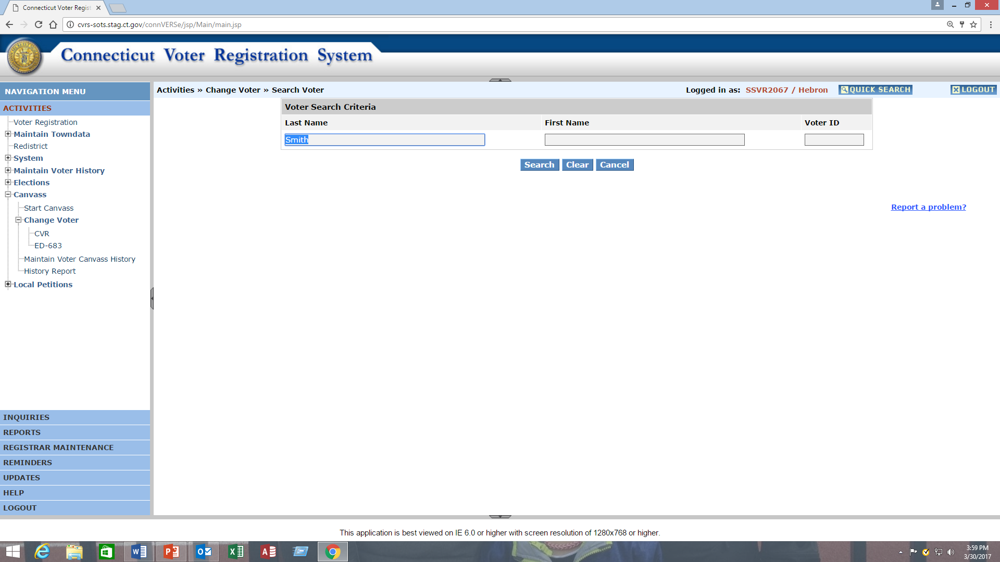 Connecticut Voter Regist
cvrs-sots.stag.ct.gov/connVERSe/jsp/Main/main.jsp
Connecticut Voter Registration System
NAVIGATION MENU
ACTIVITIES
Voter Registration
Maintain Towndata
Redistrict
System
Maintain Voter History
Elections
Canvass
Start Canvass
Change Voter
CVR
ED-683
Maintain Voter Canvass History
History Report
Local Petitions
INQUIRIES
REPORTS
REGISTRAR MAINTENANCE
REMINDERS
UPDATES
HELP
LOGOUT
Activities » Change Voter » Search Voter
Logged in as: SSVR2067 / Hebron
QUICK SEARCH
LOGOUT
Voter Search Criteria
Last Name First Name Voter ID
Smith
Search Clear Cancel
Report a problem?
This application is best viewed on IE 6.0 or higher with screen resolution of 1280x768 or higher.
3:59 PM
3/30/2017